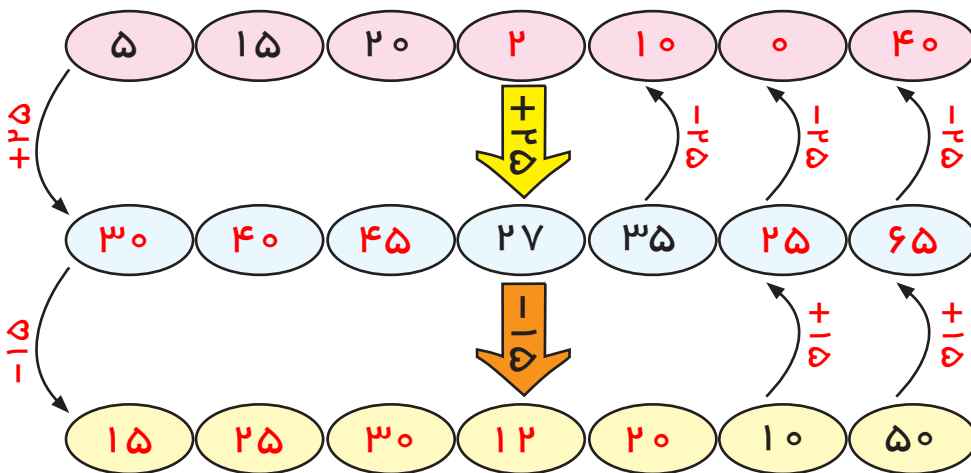 ۵ ۱۵ ۲۰ ۲ ۱۰ ۰ ۴۰
+۲۵ +۲۵ -۲۵ -۲۵ -۲۵
۳۰ ۴۰ ۴۵ ۲۷ ۳۵ ۲۵ ۶۵
-۱۵ -۱۵ +۱۵ +۱۵
۱۵ ۲۵ ۳۰ ۱۲ ۲۰ ۱۰ ۵۰